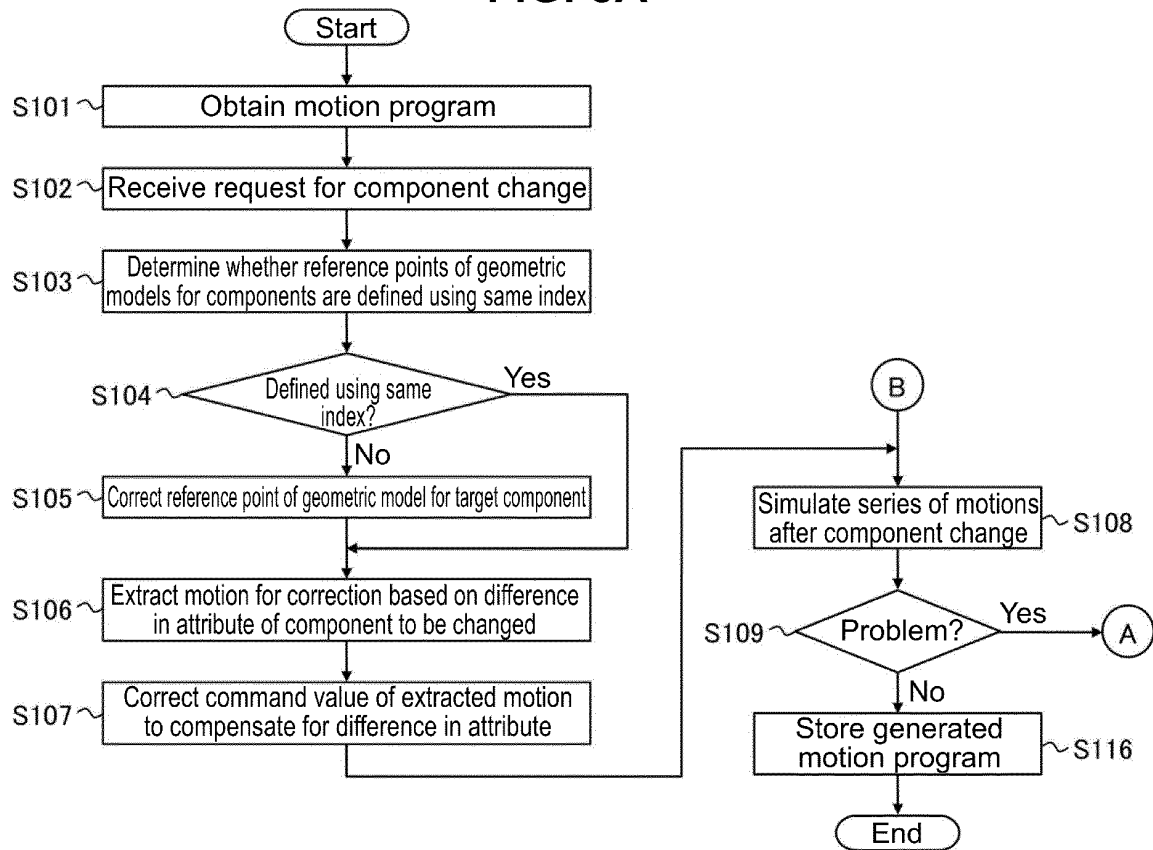 Start
S101
Obtain motion program
S102
Receive request for component change
S103
Determine whether reference points of geometric
models for components are defined using same index
S104
Defined using same
index?
Yes
No
S105
Correct reference point of geometric model for target component
S106
Extract motion for correction based on difference
in attribute of component to be changed
S107
Correct command value of extracted motion
to compensate for difference in attribute
B
Simulate series of motions
after component change
S108
S109
Problem?
Yes
A
No
Store generated
motion program
S116
End